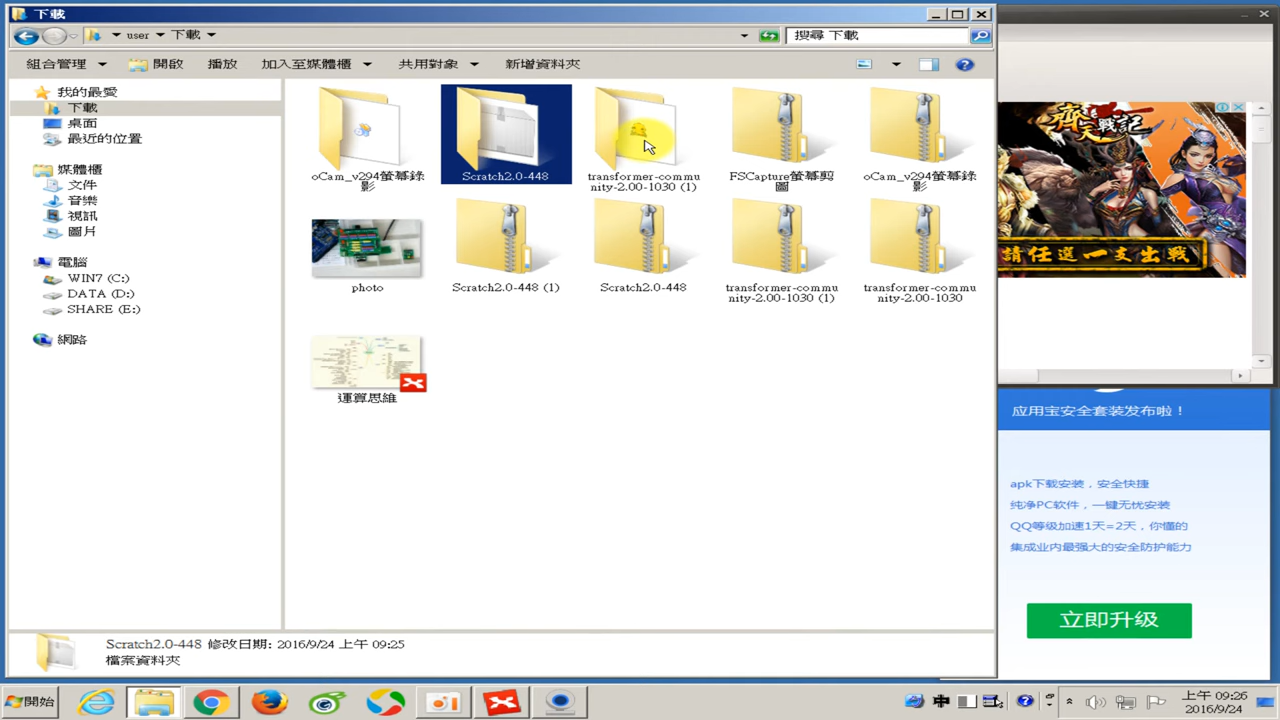 下載
user 下載
搜尋 下載
組合管理 開啟 播放 加入至媒體櫃 共用對象 新增資料夾
我的最愛
下載
桌面
最近的位置
媒體櫃
文件
音樂
視訊
圖片
電腦
WIN7 (C:)
DATA (D:)
SHARE (E:)
網路
oCam_v294螢幕錄
影
Scratch2.0-448
transformer-commu
nity-2.00-1030 (1)
FSCapture螢幕剪
圖
oCam_v294螢幕錄
影
photo
Scratch2.0-448 (1)
Scratch2.0-448
transformer-commu
nity-2.00-1030 (1)
transformer-commu
nity-2.00-1030
運算思維
Scratch2.0-448 修改日期: 2016/9/24 上午 09:25
檔案資料夾
齊天戰記
請任選一支出戰
应用宝安全套装发布啦！
apk下载安装，安全快捷
纯净PC软件，一键无忧安装
QQ等级加速1天=2天，你懂的
集成业内最强大的安全防护能力
立即升级
開始
中
上午 09:26
2016/9/24